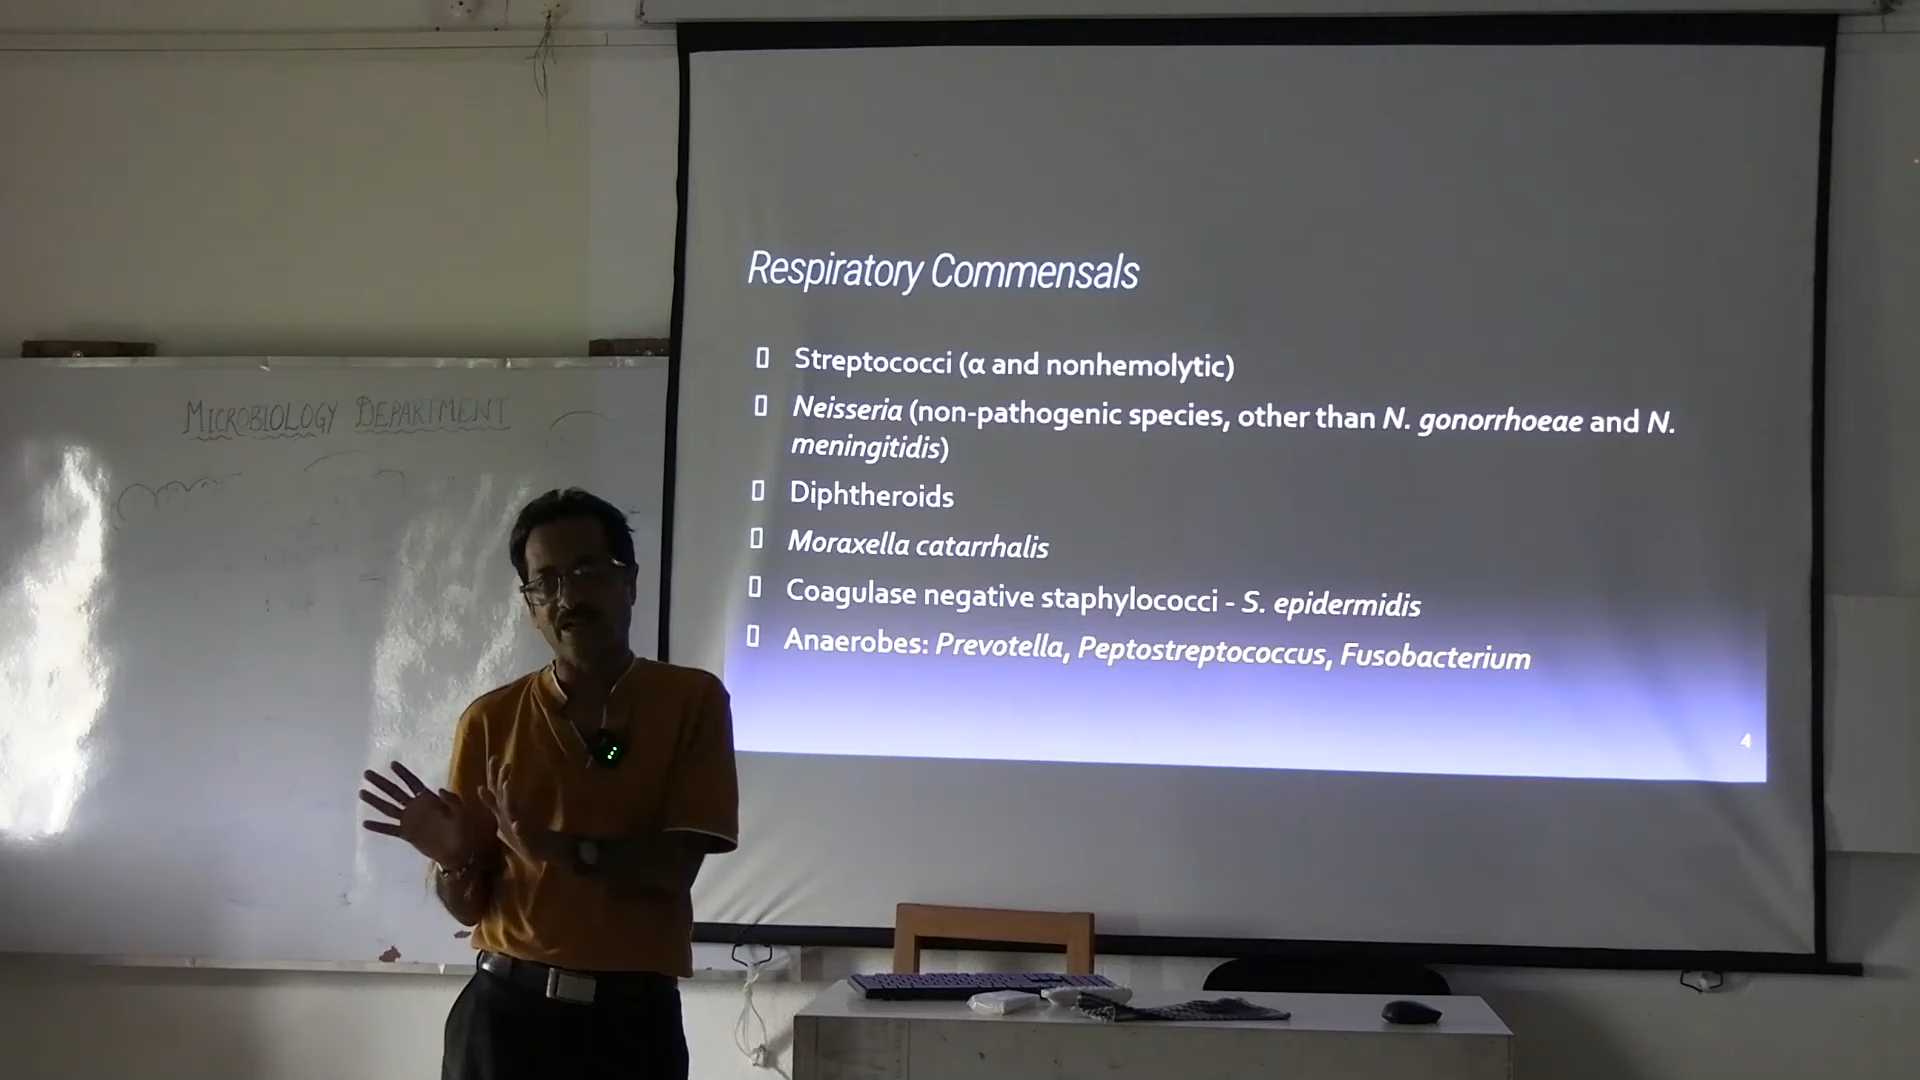 MICROBIOLOGY DEPARTMENT
Respiratory Commensals
Streptococci (α and nonhemolytic)
Neisseria (non-pathogenic species, other than N. gonorrhoeae and N.
meningitidis)
Diphtheroids
Moraxella catarrhalis
Coagulase negative staphylococci - S. epidermidis
Anaerobes: Prevotella, Peptostreptococcus, Fusobacterium
4